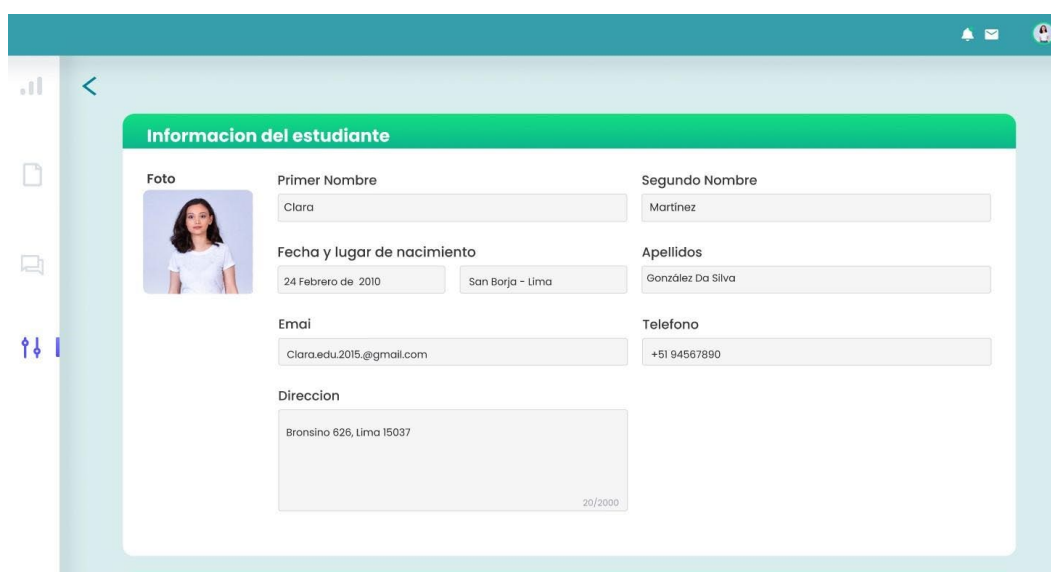 Informacion del estudiante
Foto
Primer Nombre
Clara
Segundo Nombre
Martínez
Fecha y lugar de nacimiento
24 Febrero de 2010
San Borja - Lima
Apellidos
González Da Silva
Emai
Clara.edu.2015.@gmail.com
Telefono
+51 94567890
Direccion
Bronsino 626, Lima 15037
20/2000